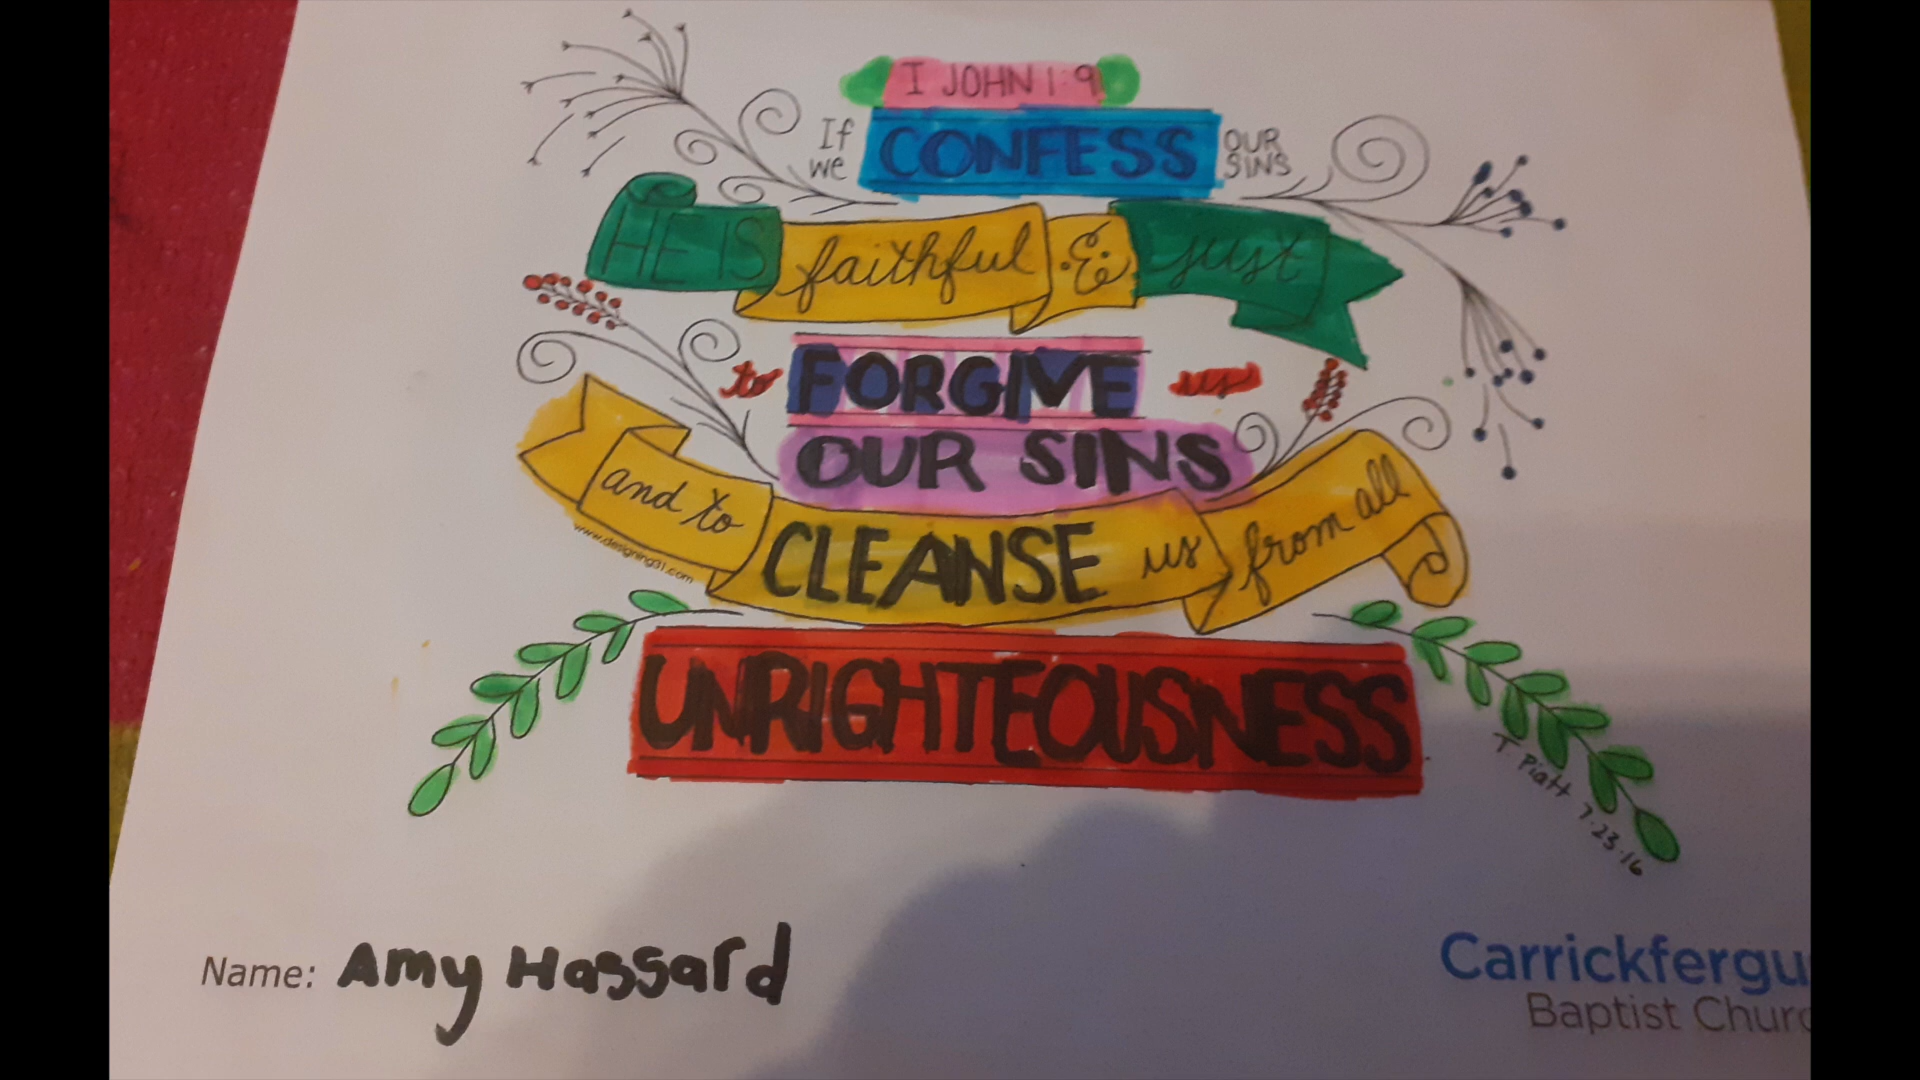 I JOHN 1:9
If we CONFESS OUR SINS
HE IS faithful & just
to FORGIVE us
OUR SINS
and to CLEANSE us from all
www.designing31.com
UNRIGHTEOUSNESS
T. Piatt 7.23.16
Name: Amy Hassard
Carrickfergu
Baptist Churc